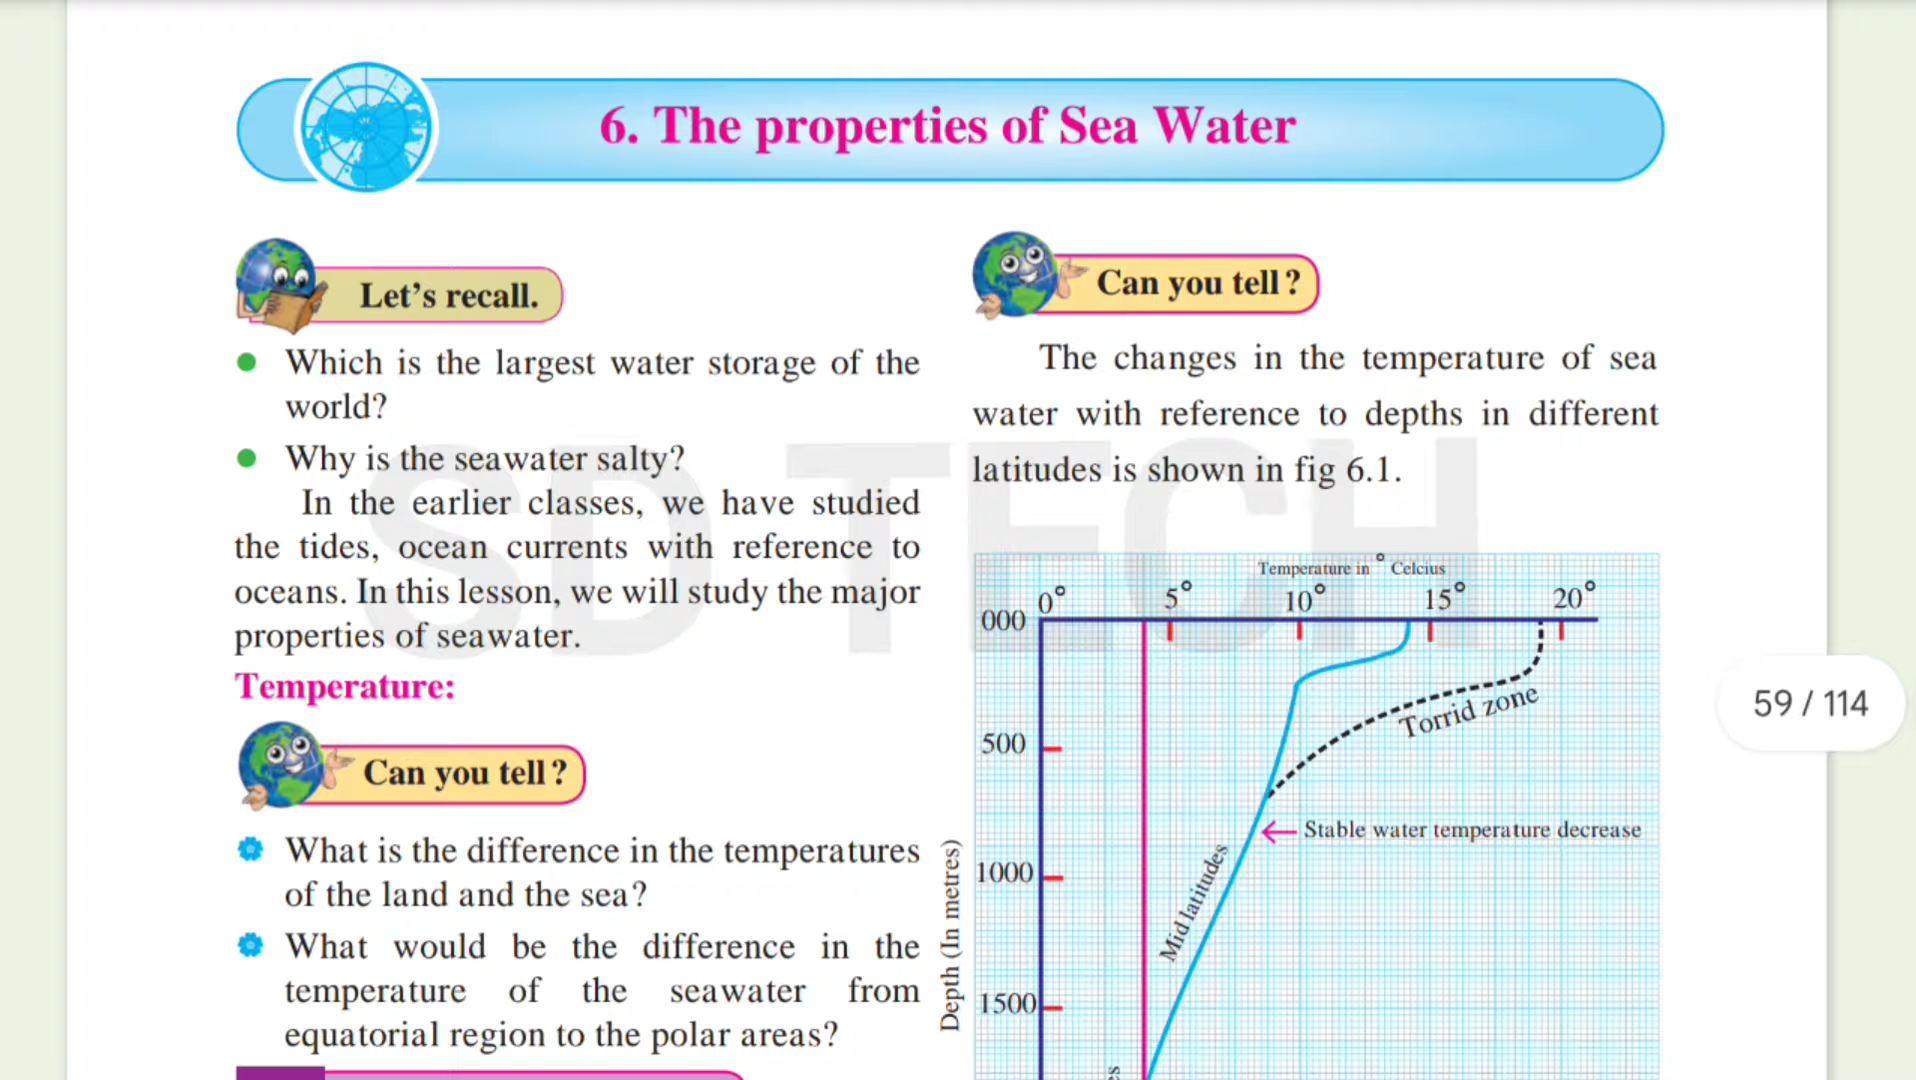 6. The properties of Sea Water
Let's recall.
Which is the largest water storage of the
world?
Why is the seawater salty?
In the earlier classes, we have studied
the tides, ocean currents with reference to
oceans. In this lesson, we will study the major
properties of seawater.
Temperature:
Can you tell?
What is the difference in the temperatures
of the land and the sea?
What would be the difference in the
temperature of the seawater from
equatorial region to the polar areas?
Can you tell?
The changes in the temperature of sea
water with reference to depths in different
latitudes is shown in fig 6.1.
Temperature in ° Celcius
0° 5° 10° 15° 20°
000
500
1000
1500
Depth (In metres)
Torrid zone
Stable water temperature decrease
Mid latitudes
SD TECH
59 / 114